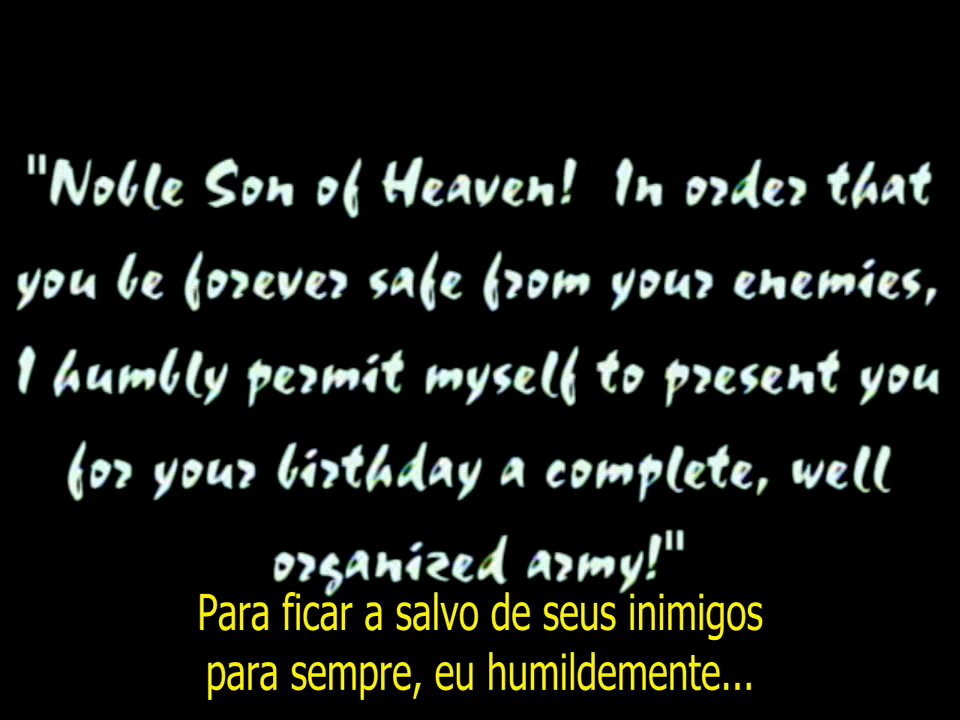 "Noble Son of Heaven! In order that
you be forever safe from your enemies,
I humbly permit myself to present you
for your birthday a complete, well
organized army!"
Para ficar a salvo de seus inimigos
para sempre, eu humildemente...